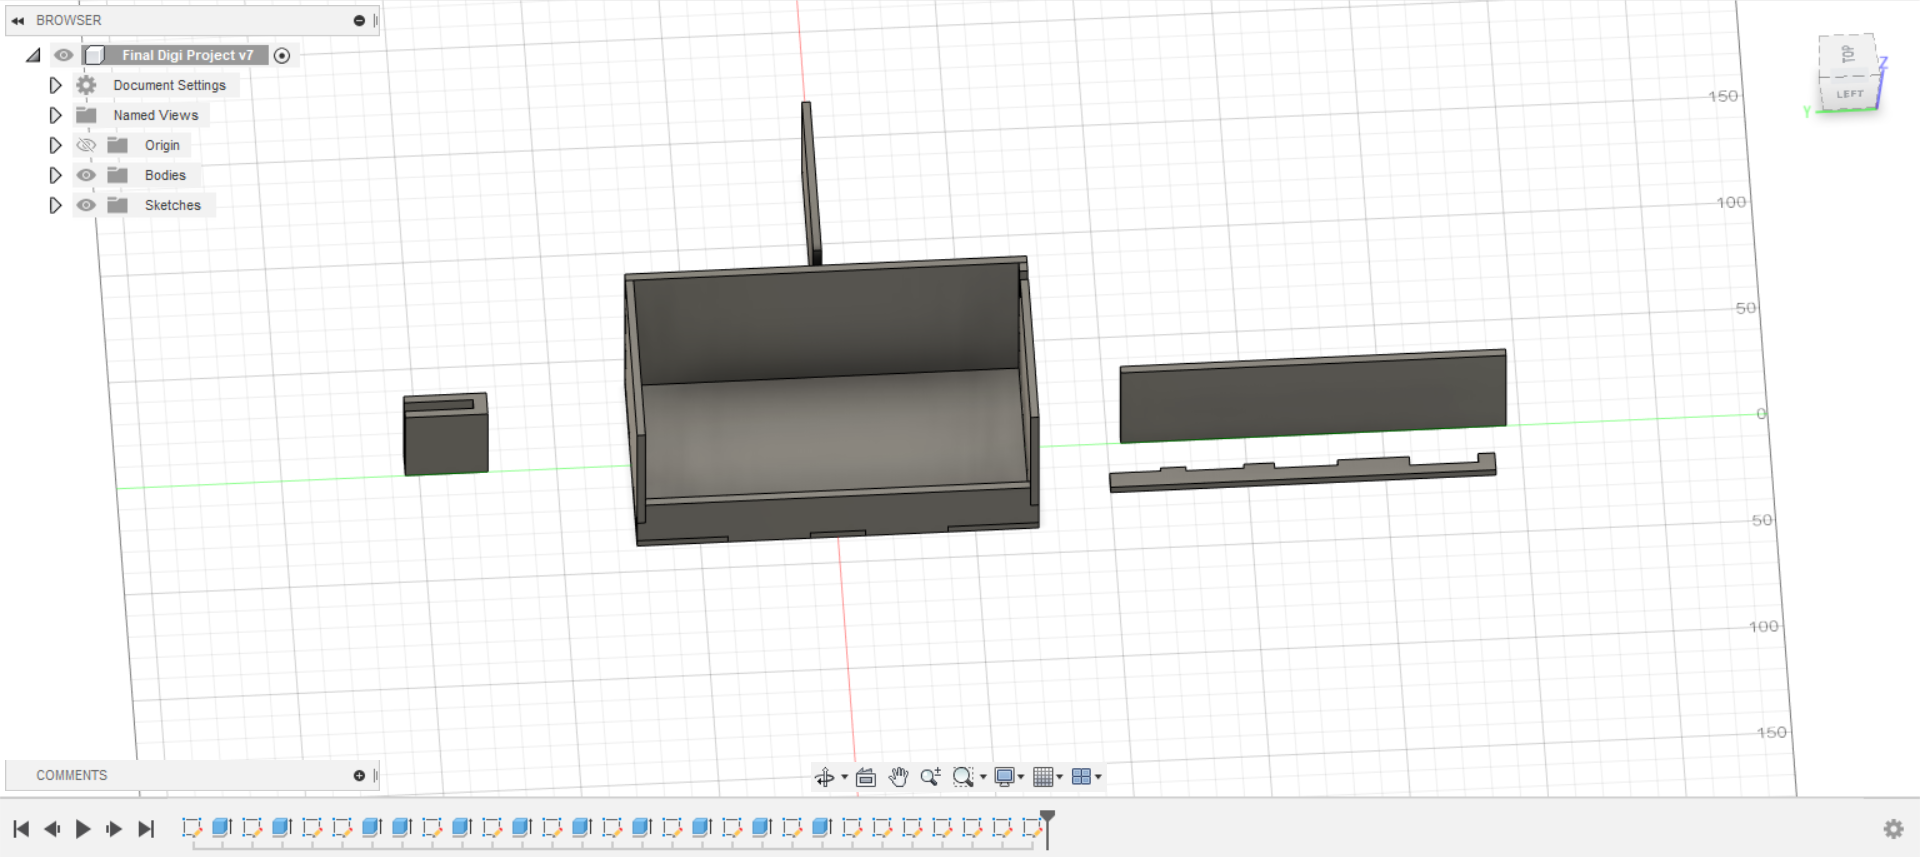 BROWSER
Final Digi Project v7
Document Settings
Named Views
Origin
Bodies
Sketches
TOP
LEFT
Z
Y
150
100
50
0
50
100
150
COMMENTS